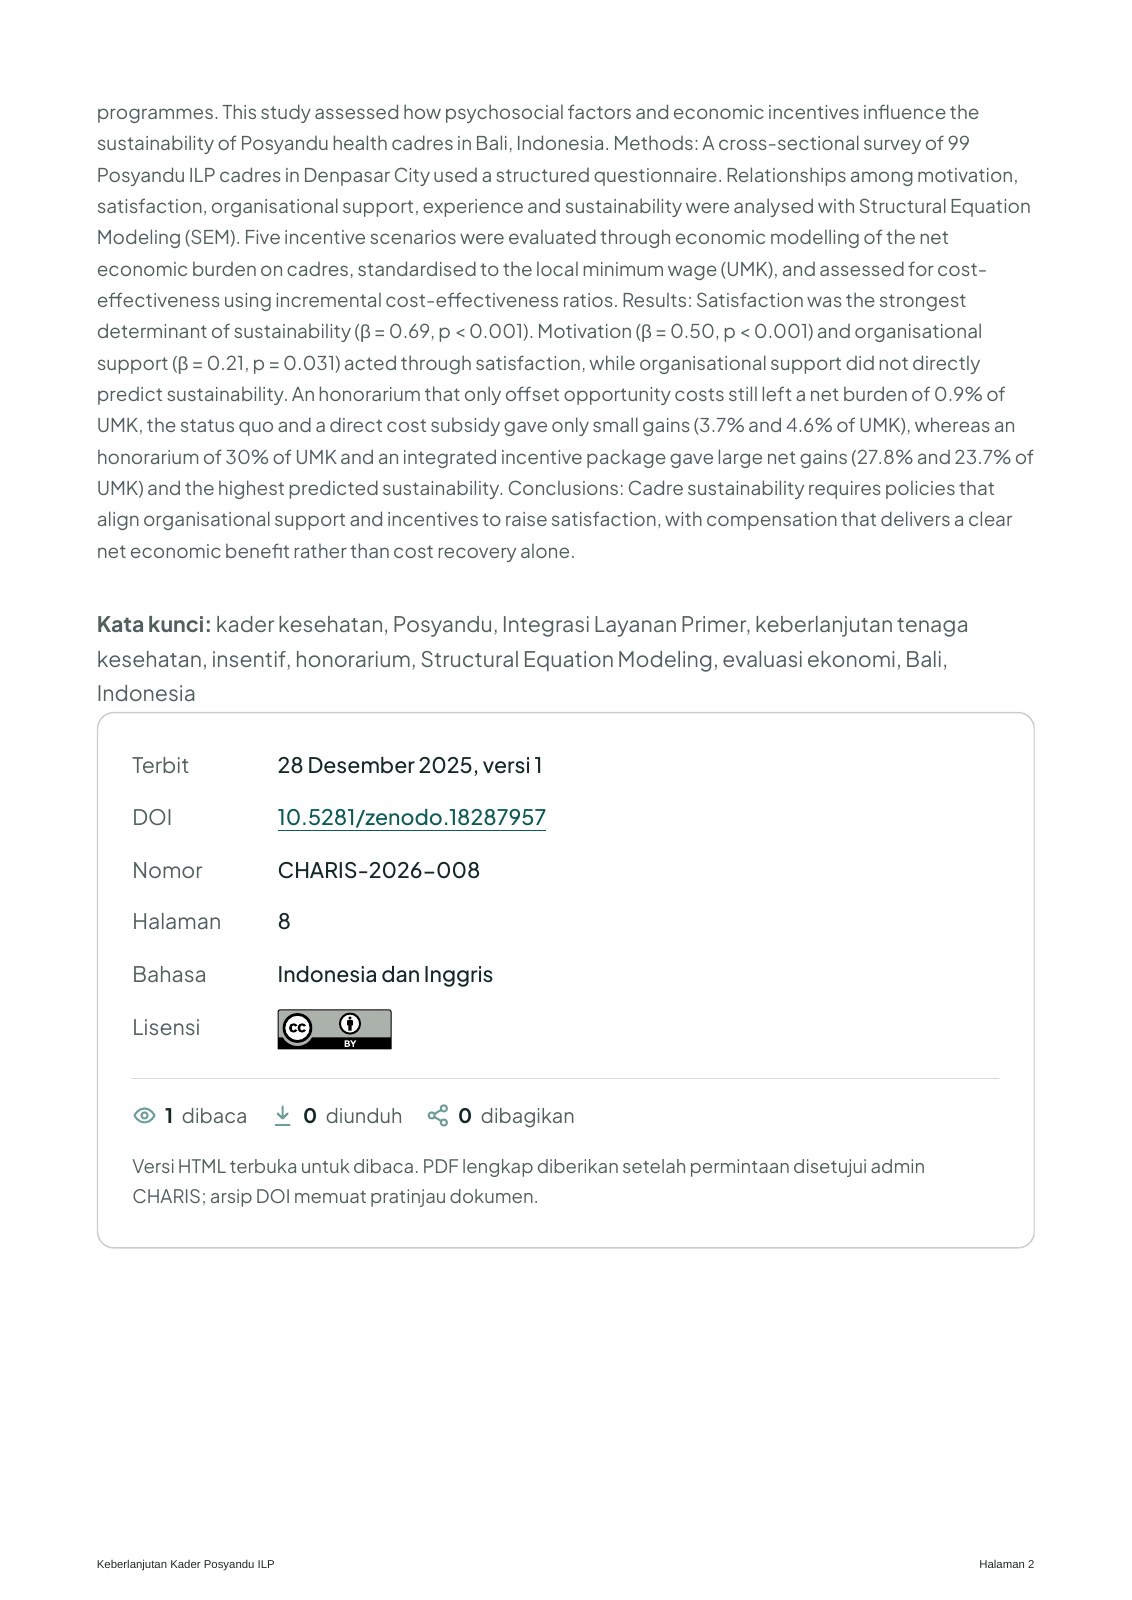 programmes. This study assessed how psychosocial factors and economic incentives influence the
sustainability of Posyandu health cadres in Bali, Indonesia. Methods: A cross-sectional survey of 99
Posyandu ILP cadres in Denpasar City used a structured questionnaire. Relationships among motivation,
satisfaction, organisational support, experience and sustainability were analysed with Structural Equation
Modeling (SEM). Five incentive scenarios were evaluated through economic modelling of the net
economic burden on cadres, standardised to the local minimum wage (UMK), and assessed for cost-
effectiveness using incremental cost-effectiveness ratios. Results: Satisfaction was the strongest
determinant of sustainability (β = 0.69, p < 0.001). Motivation (β = 0.50, p < 0.001) and organisational
support (β = 0.21, p = 0.031) acted through satisfaction, while organisational support did not directly
predict sustainability. An honorarium that only offset opportunity costs still left a net burden of 0.9% of
UMK, the status quo and a direct cost subsidy gave only small gains (3.7% and 4.6% of UMK), whereas an
honorarium of 30% of UMK and an integrated incentive package gave large net gains (27.8% and 23.7% of
UMK) and the highest predicted sustainability. Conclusions: Cadre sustainability requires policies that
align organisational support and incentives to raise satisfaction, with compensation that delivers a clear
net economic benefit rather than cost recovery alone.
Kata kunci: kader kesehatan, Posyandu, Integrasi Layanan Primer, keberlanjutan tenaga
kesehatan, insentif, honorarium, Structural Equation Modeling, evaluasi ekonomi, Bali,
Indonesia
Terbit 28 Desember 2025, versi 1
DOI 10.5281/zenodo.18287957
Nomor CHARIS-2026-008
Halaman 8
Bahasa Indonesia dan Inggris
Lisensi cc BY
1 dibaca 0 diunduh 0 dibagikan
Versi HTML terbuka untuk dibaca. PDF lengkap diberikan setelah permintaan disetujui admin
CHARIS; arsip DOI memuat pratinjau dokumen.
Keberlanjutan Kader Posyandu ILP Halaman 2